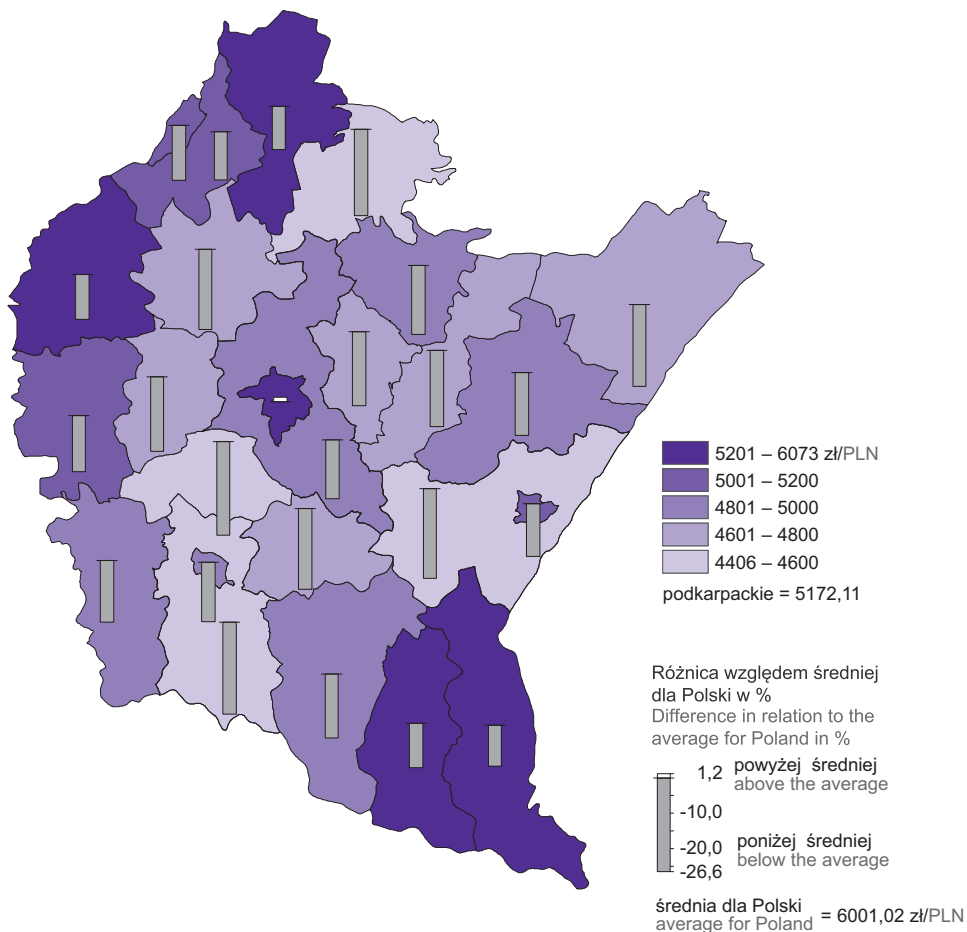 5201 – 6073 zł/PLN
5001 – 5200
4801 – 5000
4601 – 4800
4406 – 4600
podkarpackie = 5172,11
Różnica względem średniej
dla Polski w %
Difference in relation to the
average for Poland in %
1,2 powyżej średniej
above the average
-10,0
-20,0 poniżej średniej
below the average
-26,6
średnia dla Polski
average for Poland = 6001,02 zł/PLN